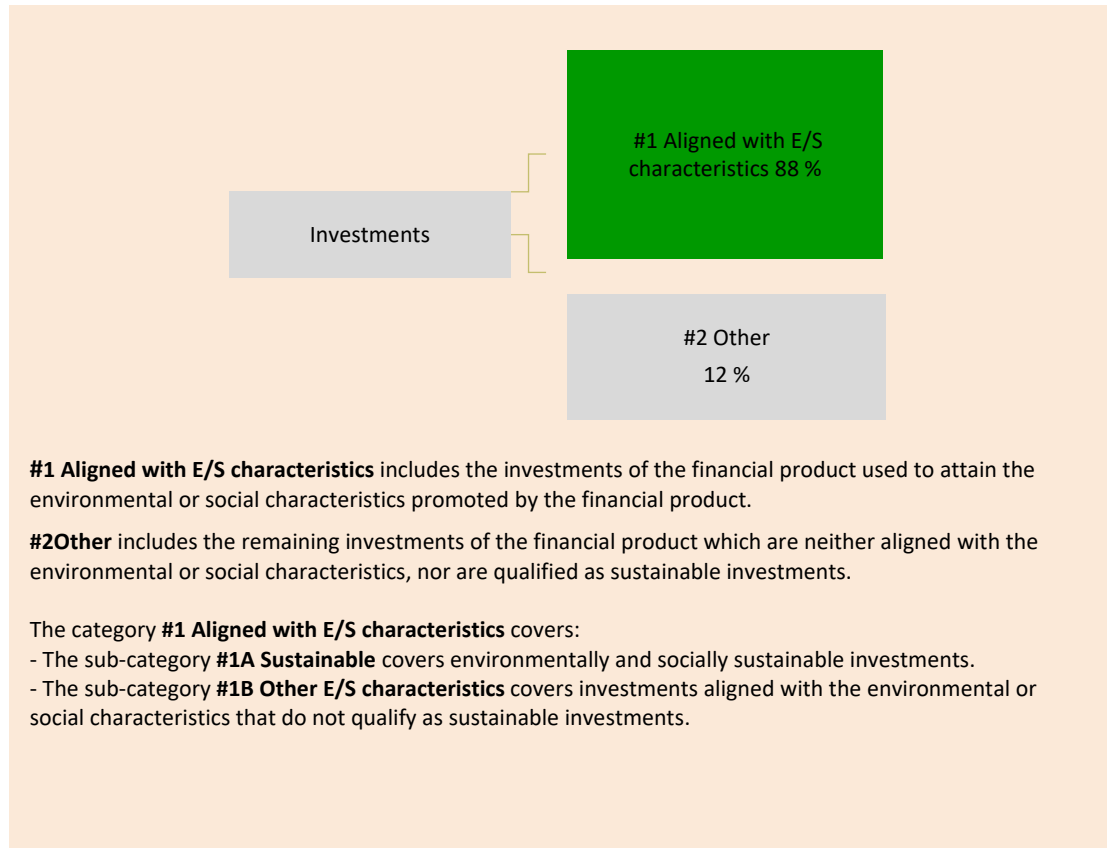 #1 Aligned with E/S
characteristics 88 %
Investments
#2 Other
12 %
#1 Aligned with E/S characteristics includes the investments of the financial product used to attain the
environmental or social characteristics promoted by the financial product.
#2Other includes the remaining investments of the financial product which are neither aligned with the
environmental or social characteristics, nor are qualified as sustainable investments.
The category #1 Aligned with E/S characteristics covers:
- The sub-category #1A Sustainable covers environmentally and socially sustainable investments.
- The sub-category #1B Other E/S characteristics covers investments aligned with the environmental or
social characteristics that do not qualify as sustainable investments.